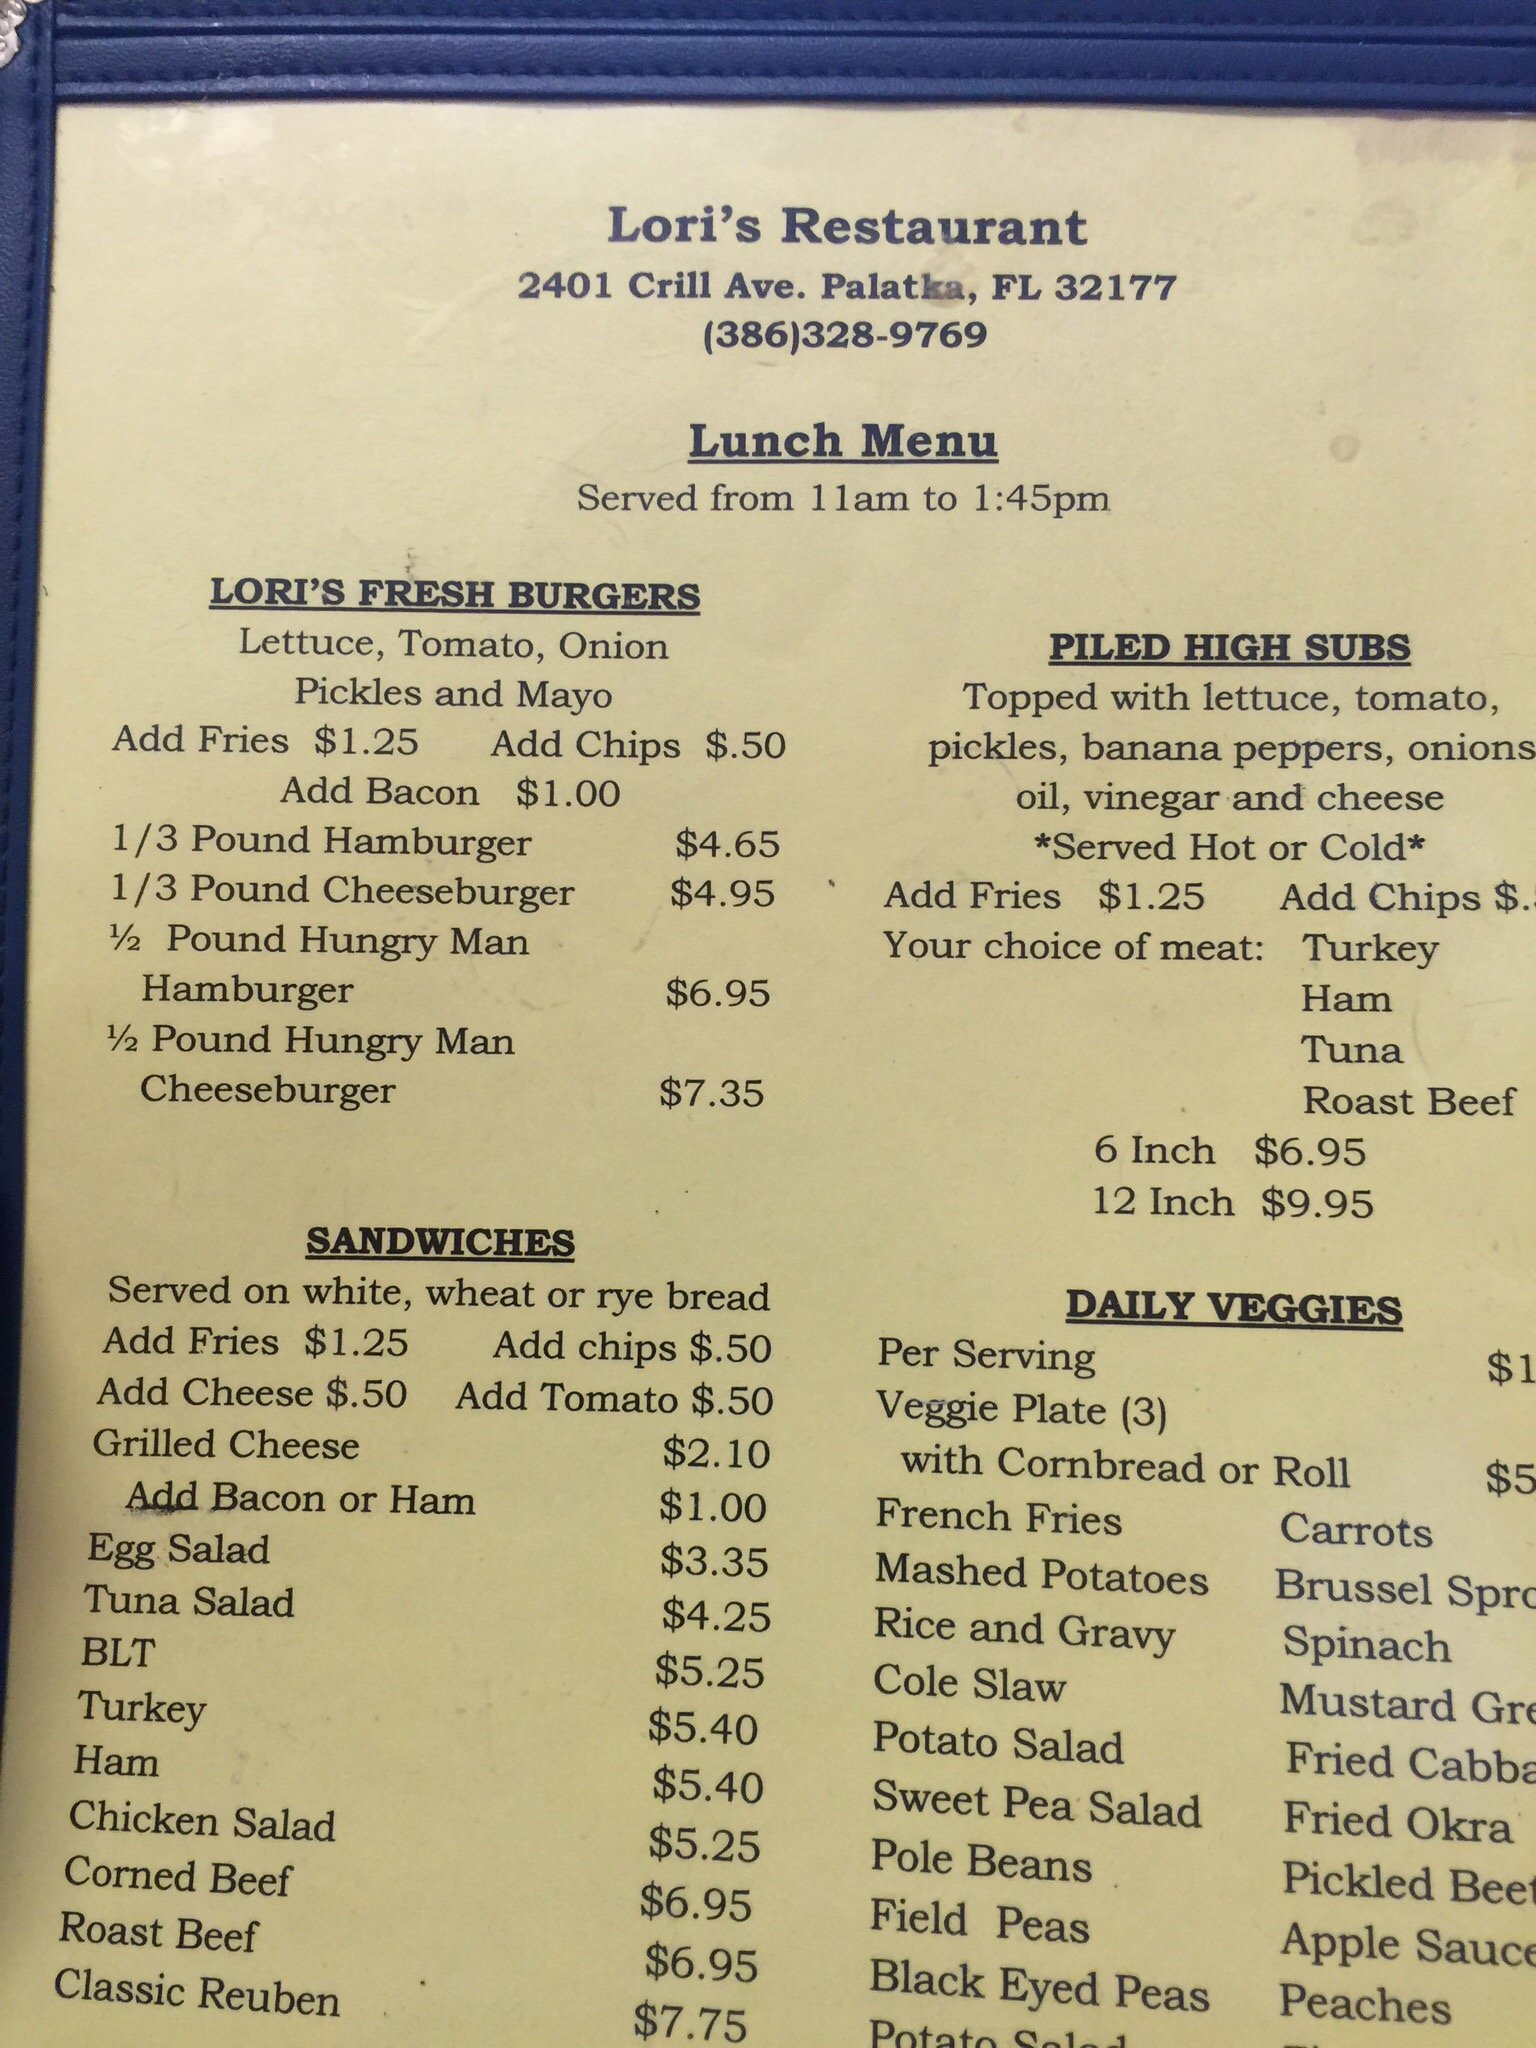 Lori's Restaurant
2401 Crill Ave. Palatka, FL 32177
(386)328-9769
Lunch Menu
Served from 11am to 1:45pm
LORI'S FRESH BURGERS
Lettuce, Tomato, Onion
Pickles and Mayo
Add Fries $1.25 Add Chips $.50
Add Bacon $1.00
1/3 Pound Hamburger $4.65
1/3 Pound Cheeseburger $4.95
½ Pound Hungry Man
Hamburger $6.95
½ Pound Hungry Man
Cheeseburger $7.35
SANDWICHES
Served on white, wheat or rye bread
Add Fries $1.25 Add chips $.50
Add Cheese $.50 Add Tomato $.50
Grilled Cheese $2.10
Add Bacon or Ham $1.00
Egg Salad $3.35
Tuna Salad $4.25
BLT $5.25
Turkey $5.40
Ham $5.40
Chicken Salad $5.25
Corned Beef $6.95
Roast Beef $6.95
Classic Reuben $7.75
PILED HIGH SUBS
Topped with lettuce, tomato,
pickles, banana peppers, onions
oil, vinegar and cheese
*Served Hot or Cold*
Add Fries $1.25 Add Chips
Your choice of meat: Turkey
Ham
Tuna
Roast Beef
6 Inch $6.95
12 Inch $9.95
DAILY VEGGIES
Per Serving
Veggie Plate (3)
with Cornbread or Roll
French Fries Carrots
Mashed Potatoes Brussel
Rice and Gravy Spinach
Cole Slaw Mustard
Potato Salad Fried
Sweet Pea Salad Fried Okra
Pole Beans Pickled
Field Peas Apple Sauce
Black Eyed Peas Peaches
Potato Salad